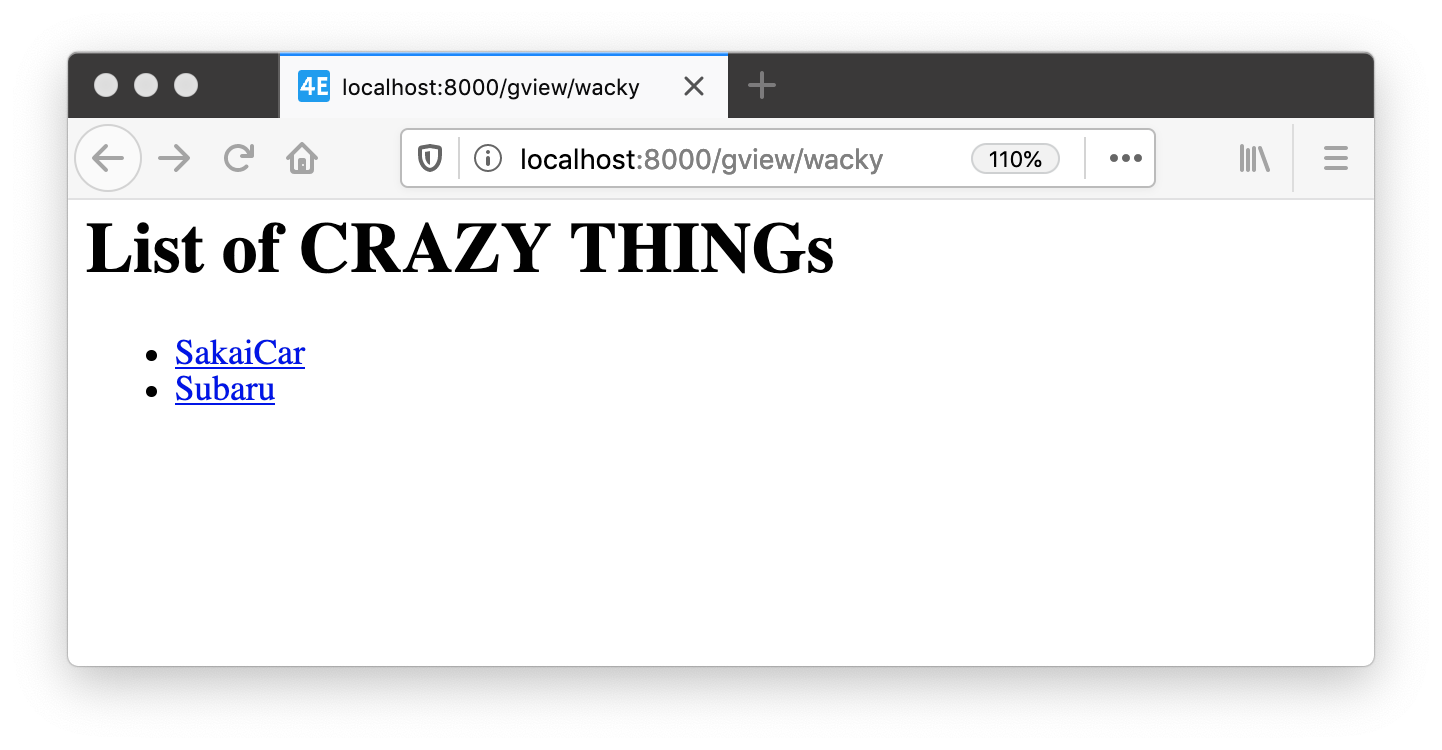 4E localhost:8000/gview/wacky
localhost:8000/gview/wacky 110%
List of CRAZY THINGs
SakaiCar
Subaru